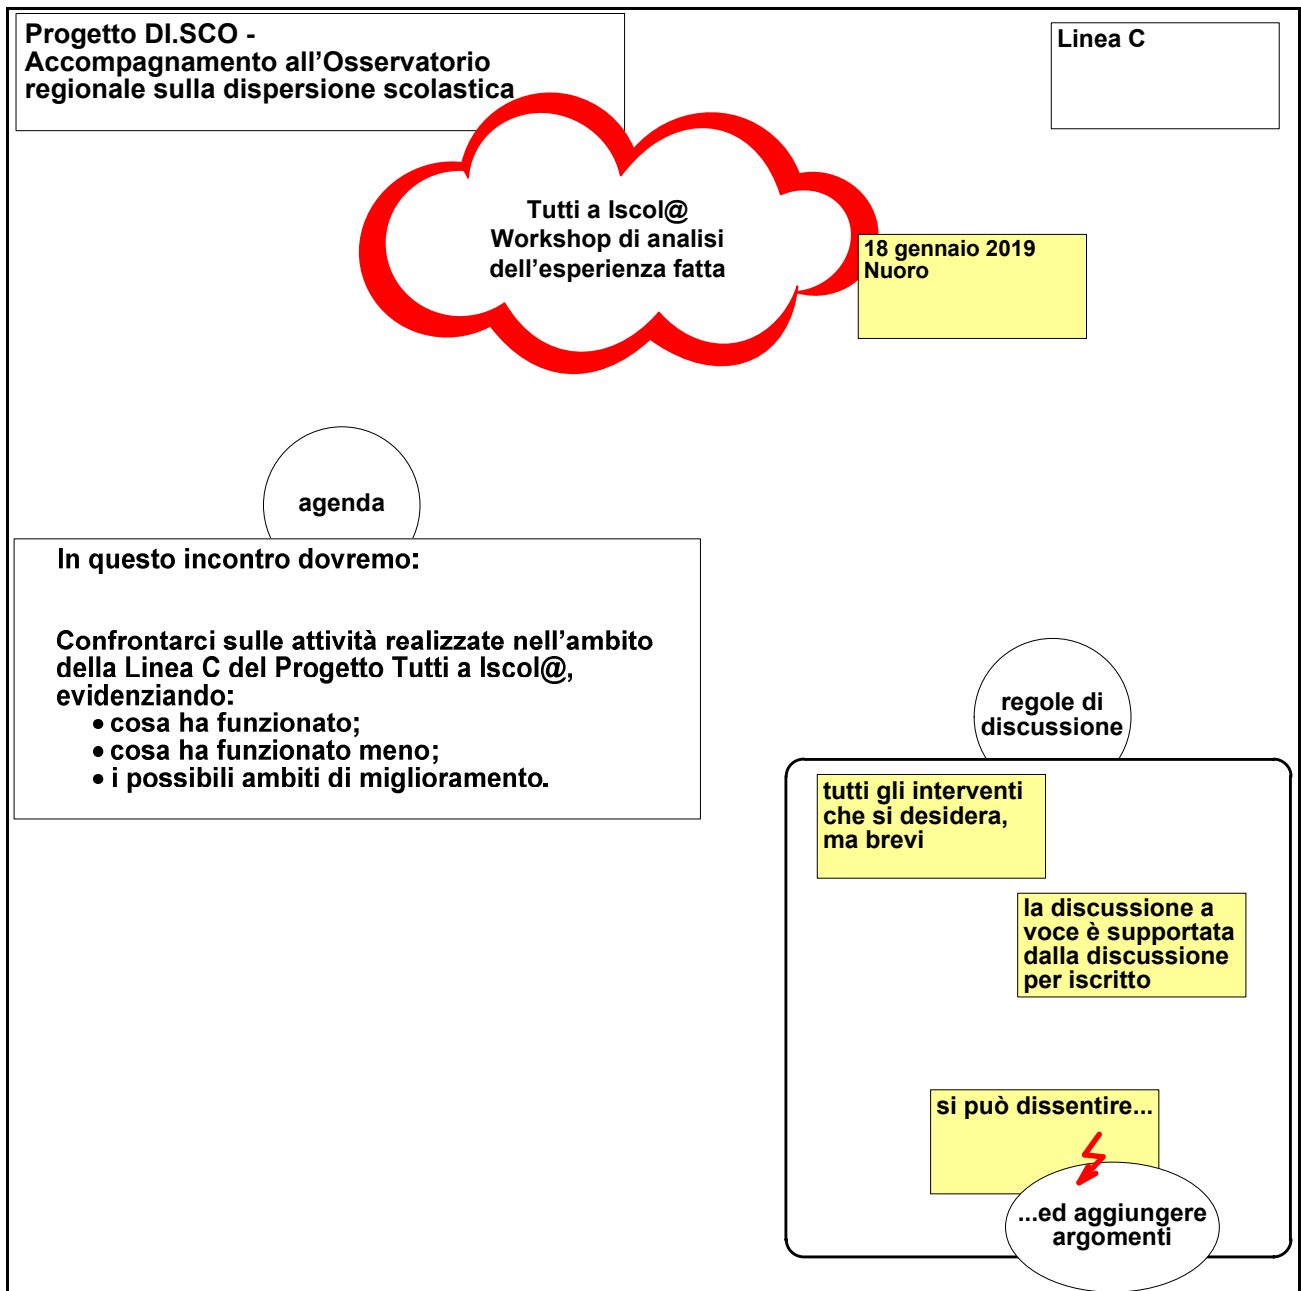 Progetto DI.SCO -
Accompagnamento all’Osservatorio
regionale sulla dispersione scolastica
Linea C
Tutti a Iscol@
Workshop di analisi
dell’esperienza fatta
18 gennaio 2019
Nuoro
agenda
In questo incontro dovremo:
Confrontarci sulle attività realizzate nell’ambito
della Linea C del Progetto Tutti a Iscol@,
evidenziando:
• cosa ha funzionato;
• cosa ha funzionato meno;
• i possibili ambiti di miglioramento.
regole di
discussione
tutti gli interventi
che si desidera,
ma brevi
la discussione a
voce è supportata
dalla discussione
per iscritto
si può dissentire...
...ed aggiungere
argomenti